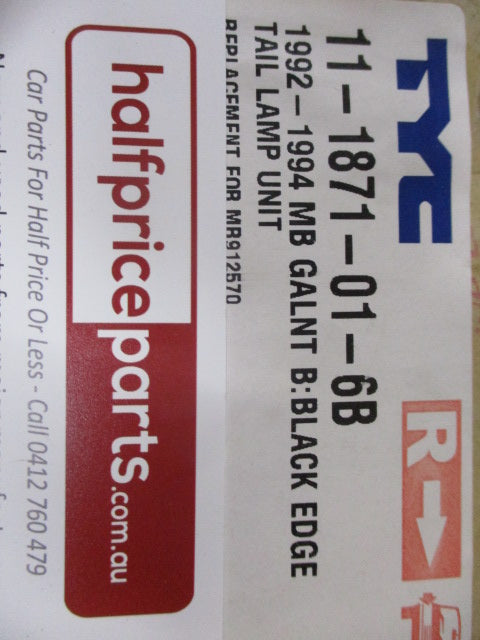 TYC
R
11-1871-01-6B
1992-1994 MB GALNT B:BLACK EDGE
TAIL LAMP UNIT
REPLACEMENT FOR MR912570
halfpriceparts.com.au
Car Parts For Half Price Or Less - Call 0412 760 479